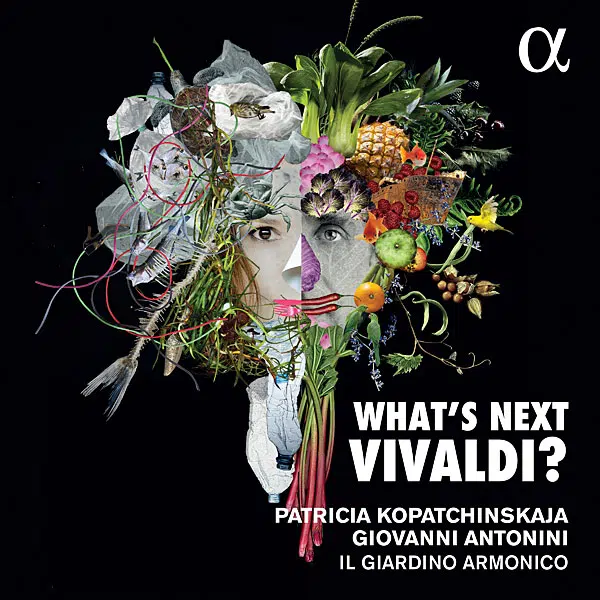 α
WHAT'S NEXT
VIVALDI?
PATRICIA KOPATCHINSKAJA
GIOVANNI ANTONINI
IL GIARDINO ARMONICO